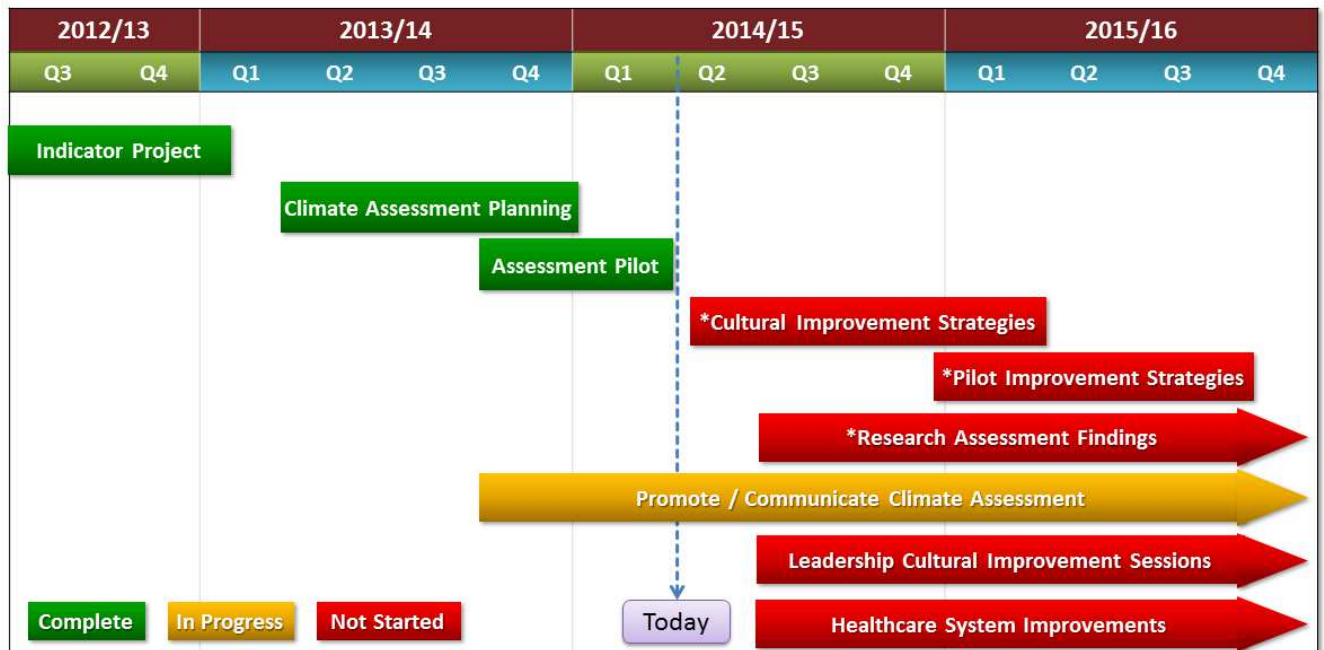 2012/13 2013/14 2014/15 2015/16
Q3 Q4 Q1 Q2 Q3 Q4 Q1 Q2 Q3 Q4 Q1 Q2 Q3 Q4
Indicator Project
Climate Assessment Planning
Assessment Pilot
*Cultural Improvement Strategies
*Pilot Improvement Strategies
*Research Assessment Findings
Promote / Communicate Climate Assessment
Leadership Cultural Improvement Sessions
Complete In Progress Not Started Today Healthcare System Improvements